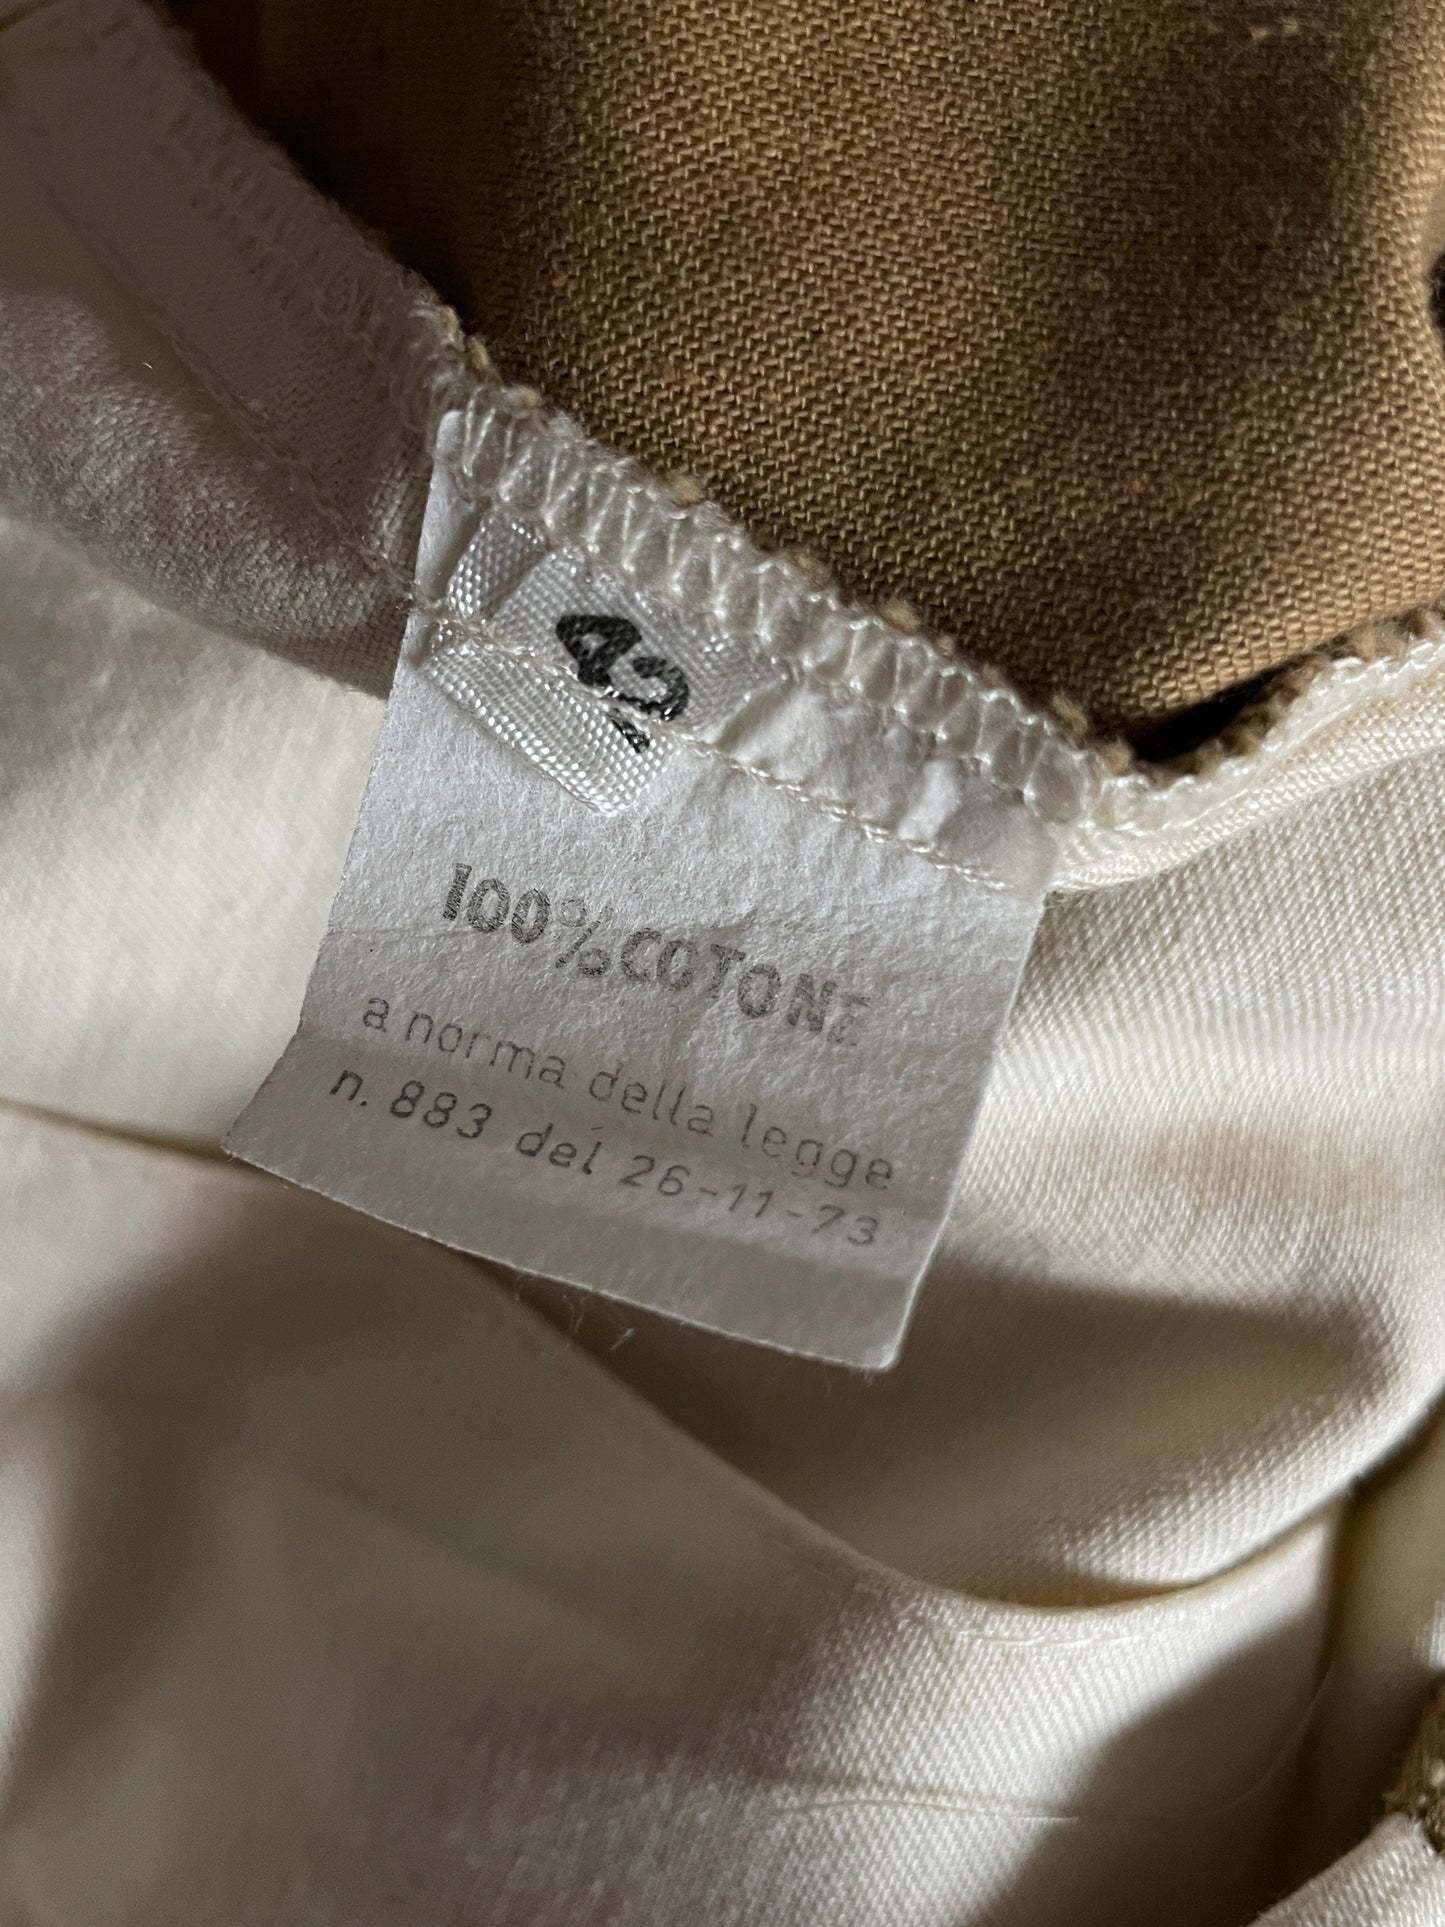 42
100% COTONE
a norma della legge
n. 883 del 26-11-73